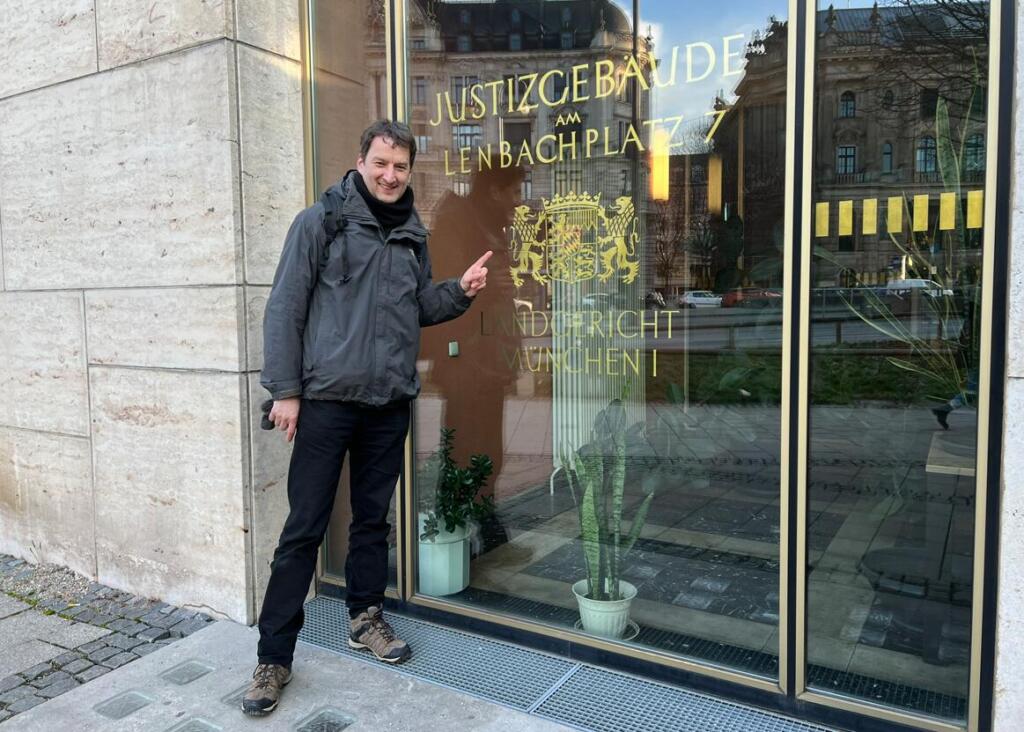 JUSTIZGEBÄUDE
AM
LENBACHPLATZ 7
LANDGERICHT
MÜNCHEN I